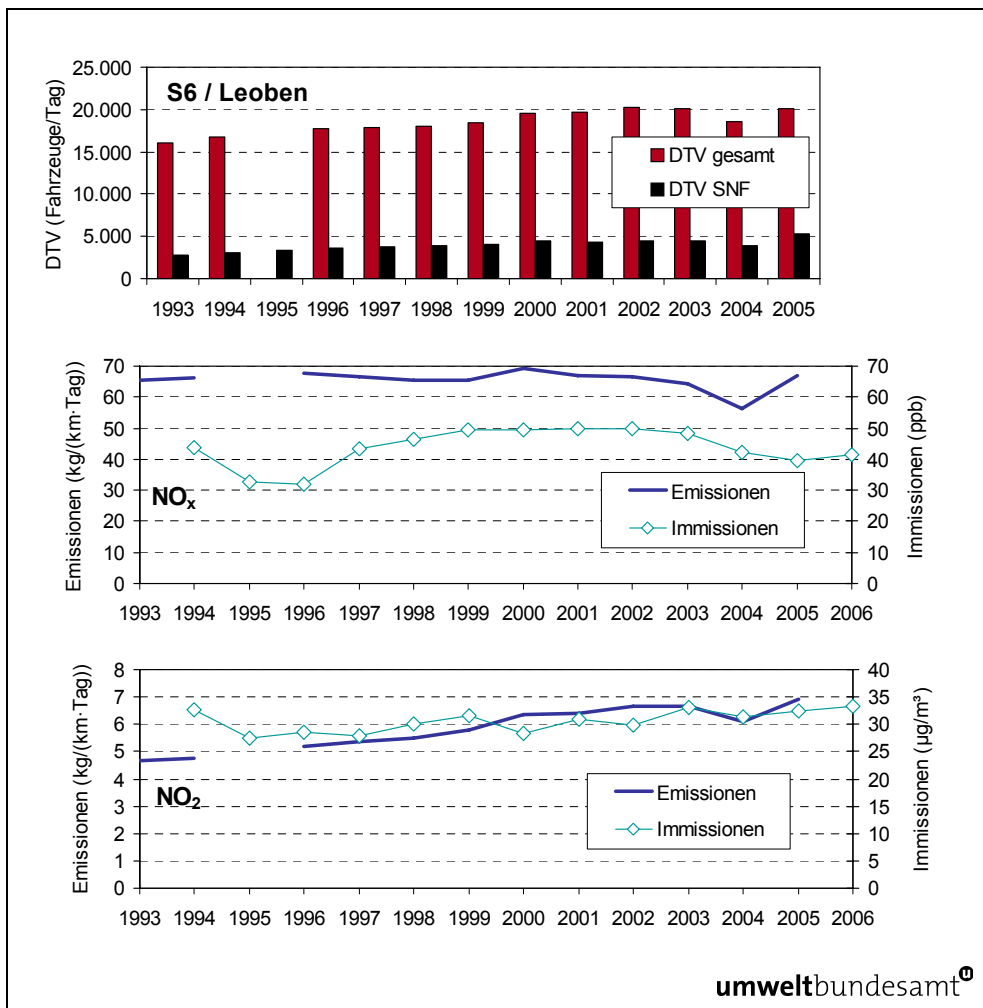 S6 / Leoben
DTV (Fahrzeuge/Tag)
25.000
20.000
15.000
10.000
5.000
0
DTV gesamt
DTV SNF
1993 1994 1995 1996 1997 1998 1999 2000 2001 2002 2003 2004 2005
Emissionen (kg/(km·Tag))
70
60
50
40
30
20
10
0
NOx
Emissionen
Immissionen
70
60
50
40
30
20
10
0
Immissionen (ppb)
1993 1994 1995 1996 1997 1998 1999 2000 2001 2002 2003 2004 2005 2006
Emissionen (kg/(km·Tag))
8
7
6
5
4
3
2
1
0
NO2
Emissionen
Immissionen
40
35
30
25
20
15
10
5
0
Immissionen (µg/m³)
1993 1994 1995 1996 1997 1998 1999 2000 2001 2002 2003 2004 2005 2006
umweltbundesamt u